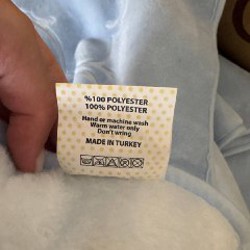 %100 POLYESTER
100% POLYESTER
Hand or machine wash
Warm water only
Don't wring
MADE IN TURKEY